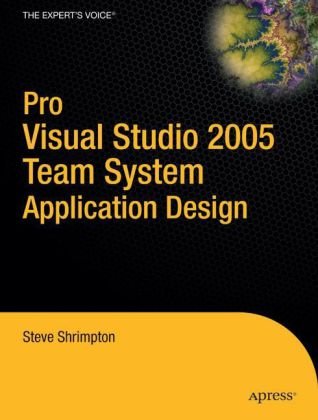 THE EXPERT'S VOICE®
Pro
Visual Studio 2005
Team System
Application Design
Steve Shrimpton
Apress®